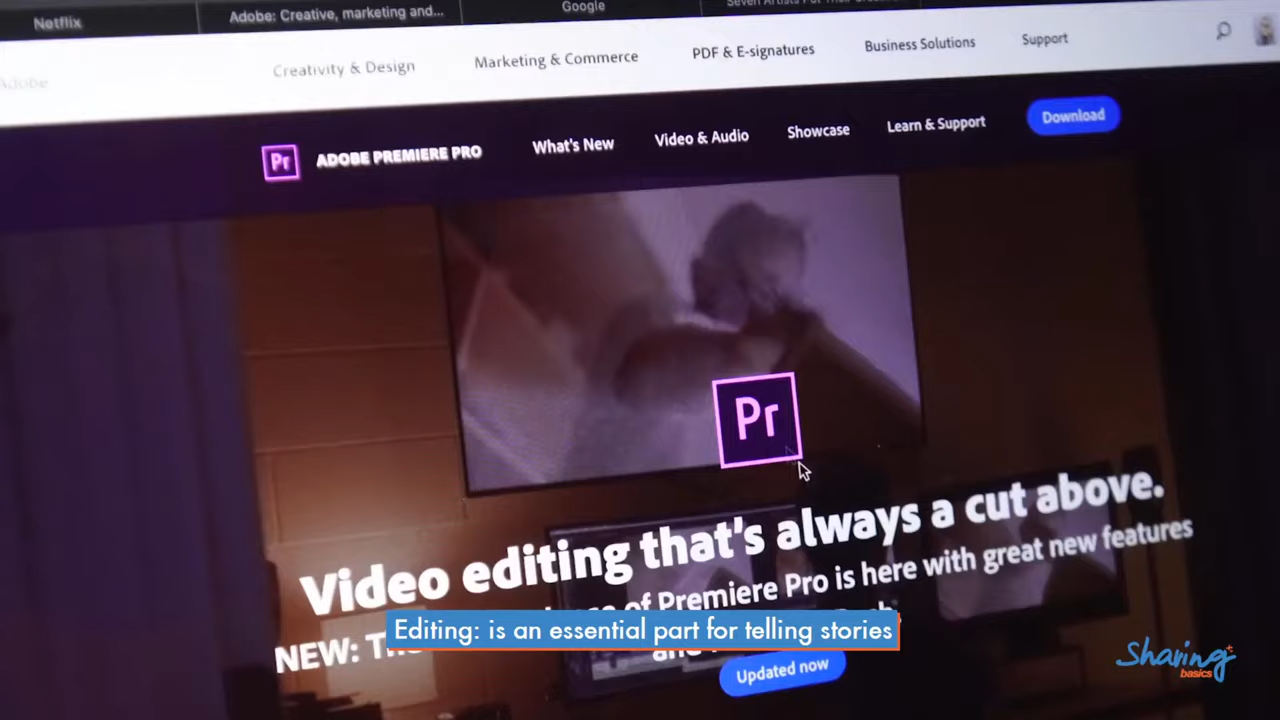 Netflix
Adobe: Creative, marketing and...
Google
Adobe
Creativity & Design
Marketing & Commerce
PDF & E-signatures
Business Solutions
Support
Pr
ADOBE PREMIERE PRO
What's New
Video & Audio
Showcase
Learn & Support
Download
Pr
Video editing that's always a cut above.
NEW: of Premiere Pro is here with great new features
Editing: is an essential part for telling stories
Updated now
Sharing
basics